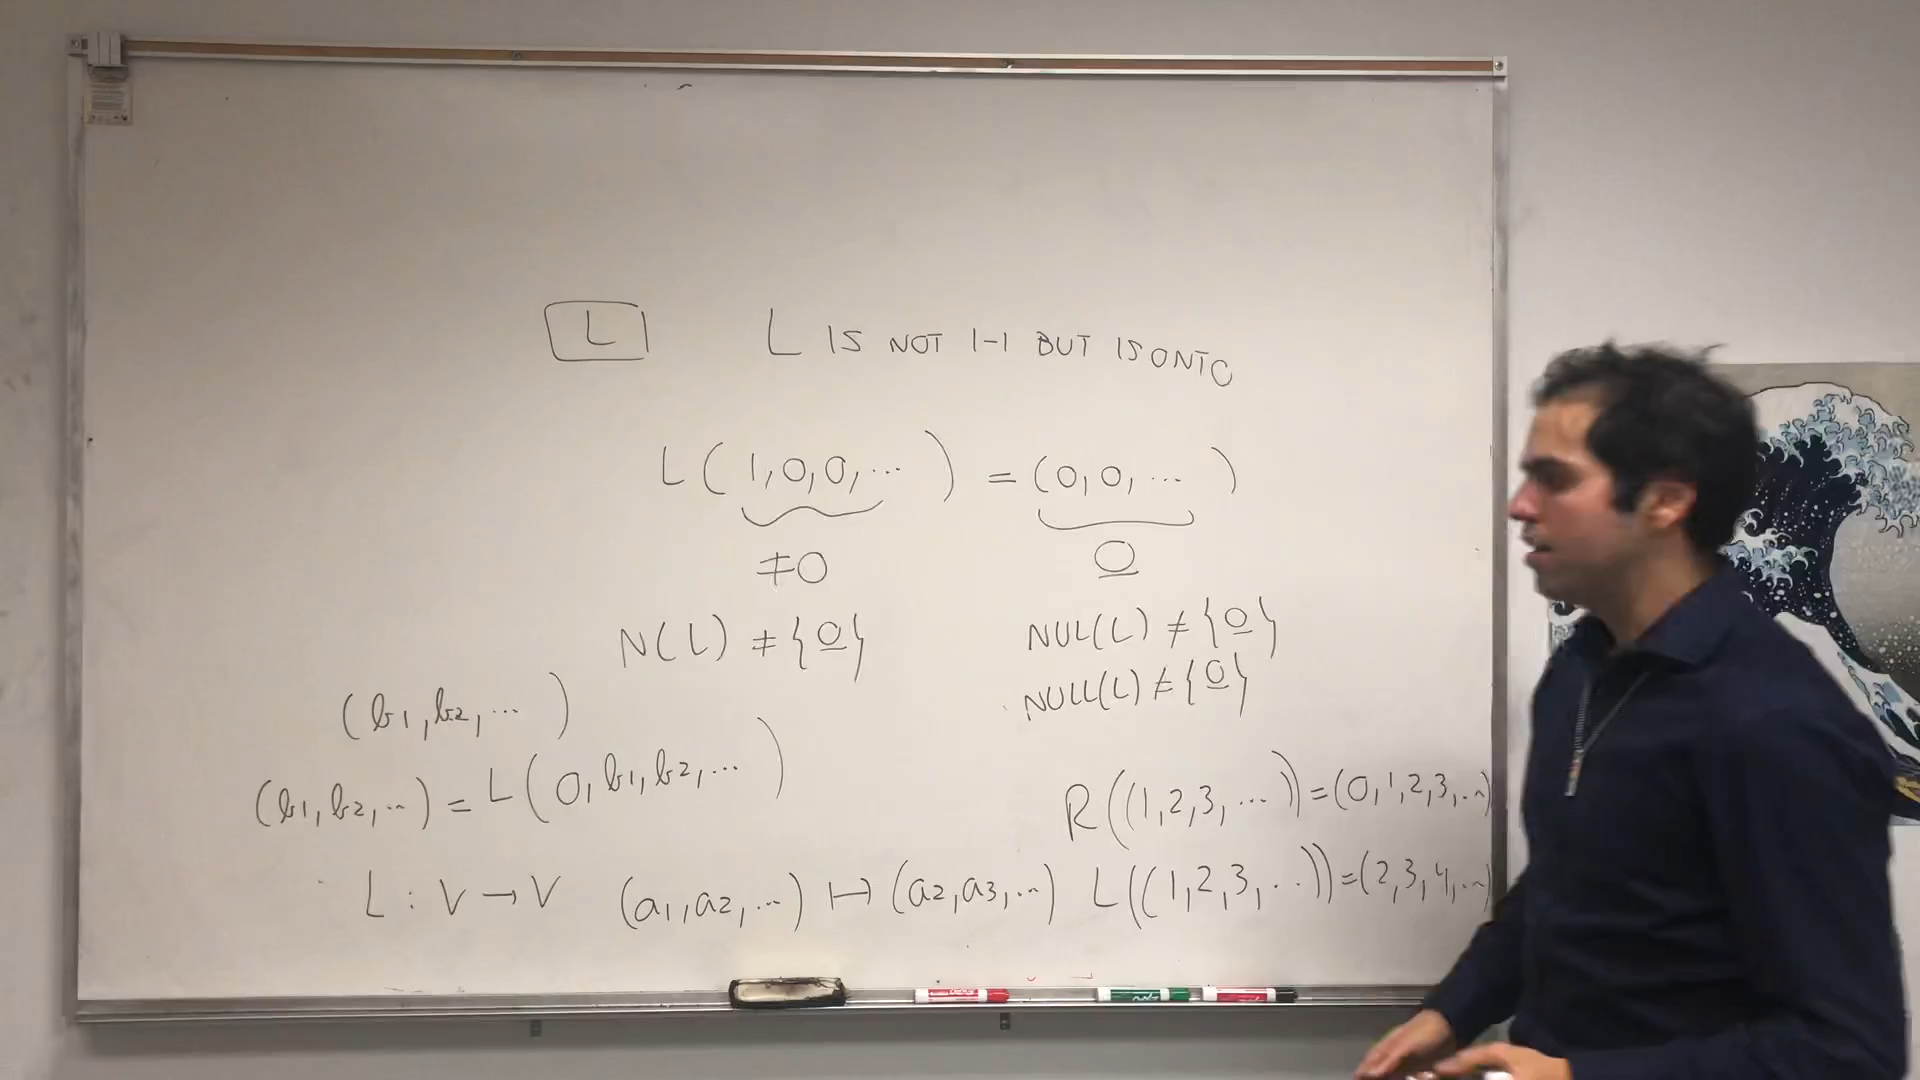 L L IS NOT 1-1 BUT IS ONTO
L(1,0,0,...) = (0,0,...)
≠0 0
N(L) ≠ {0} NUL(L) ≠ {0}
NULL(L) ≠ {0}
(b1,b2,...)
(b1,b2,...) = L(0,b1,b2,...) R((1,2,3,...))=(0,1,2,3,...)
L : V → V (a1,a2,...) ↦ (a2,a3,...) L((1,2,3,...))=(2,3,4,...)